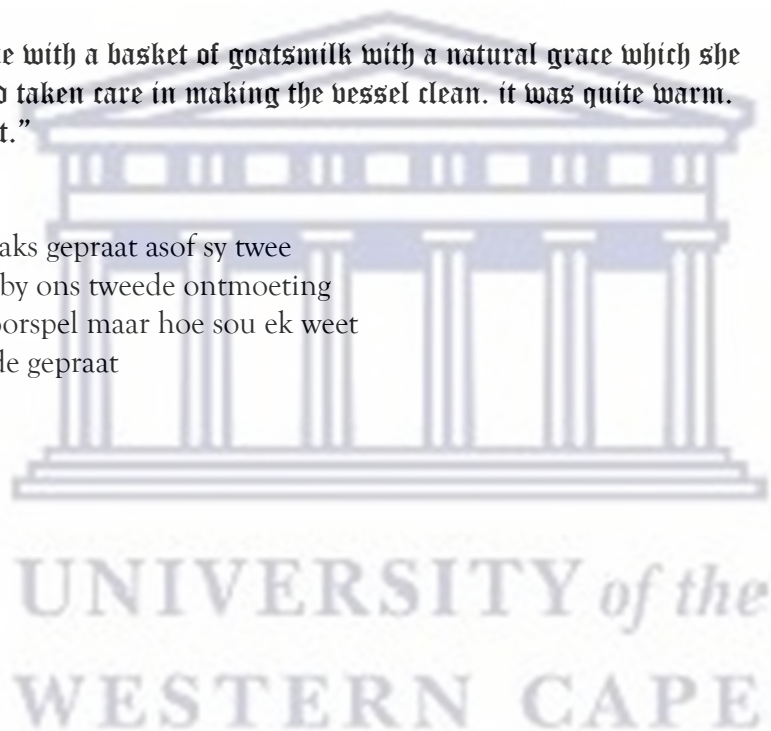 e with a basket of goatsmilk with a natural grace which she
taken care in making the vessel clean. it was quite warm.
t.”
aks gepraat asof sy twee
by ons tweede ontmoeting
orspel maar hoe sou ek weet
de gepraat
UNIVERSITY of the
WESTERN CAPE